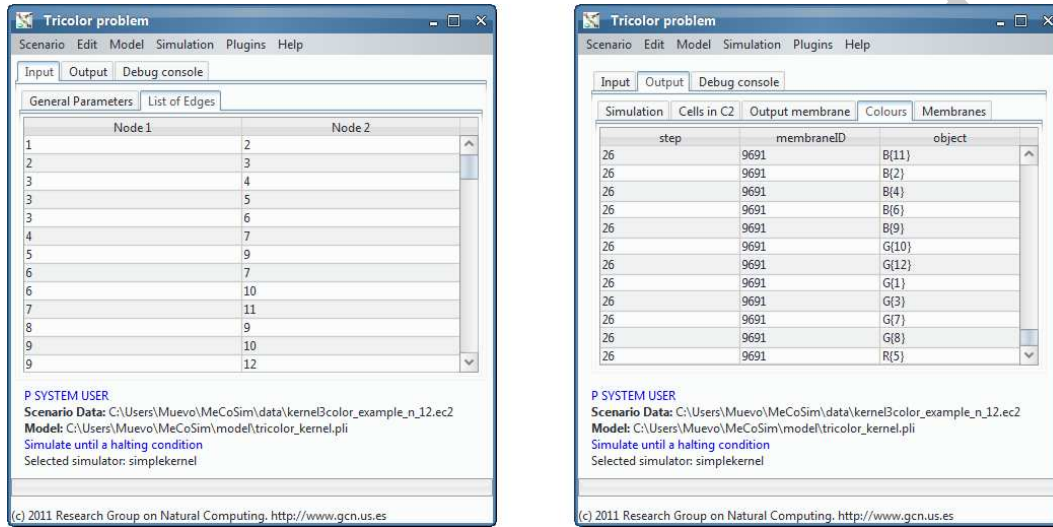 Tricolor problem
Scenario Edit Model Simulation Plugins Help
Input Output Debug console
General Parameters List of Edges
Node 1 Node 2
1 2
2 3
3 4
3 5
3 6
4 7
5 9
6 7
6 10
7 11
8 9
9 10
9 12
P SYSTEM USER
Scenario Data: C:\Users\Muevo\MeCoSim\data\kernel3color_example_n_12.ec2
Model: C:\Users\Muevo\MeCoSim\model\tricolor_kernel.pli
Simulate until a halting condition
Selected simulator: simplekernel
(c) 2011 Research Group on Natural Computing. http://www.gcn.us.es
Tricolor problem
Scenario Edit Model Simulation Plugins Help
Input Output Debug console
Simulation Cells in C2 Output membrane Colours Membranes
step membraneID object
26 9691 B{11}
26 9691 B{2}
26 9691 B{4}
26 9691 B{6}
26 9691 B{9}
26 9691 G{10}
26 9691 G{12}
26 9691 G{1}
26 9691 G{3}
26 9691 G{7}
26 9691 G{8}
26 9691 R{5}
P SYSTEM USER
Scenario Data: C:\Users\Muevo\MeCoSim\data\kernel3color_example_n_12.ec2
Model: C:\Users\Muevo\MeCoSim\model\tricolor_kernel.pli
Simulate until a halting condition
Selected simulator: simplekernel
(c) 2011 Research Group on Natural Computing. http://www.gcn.us.es